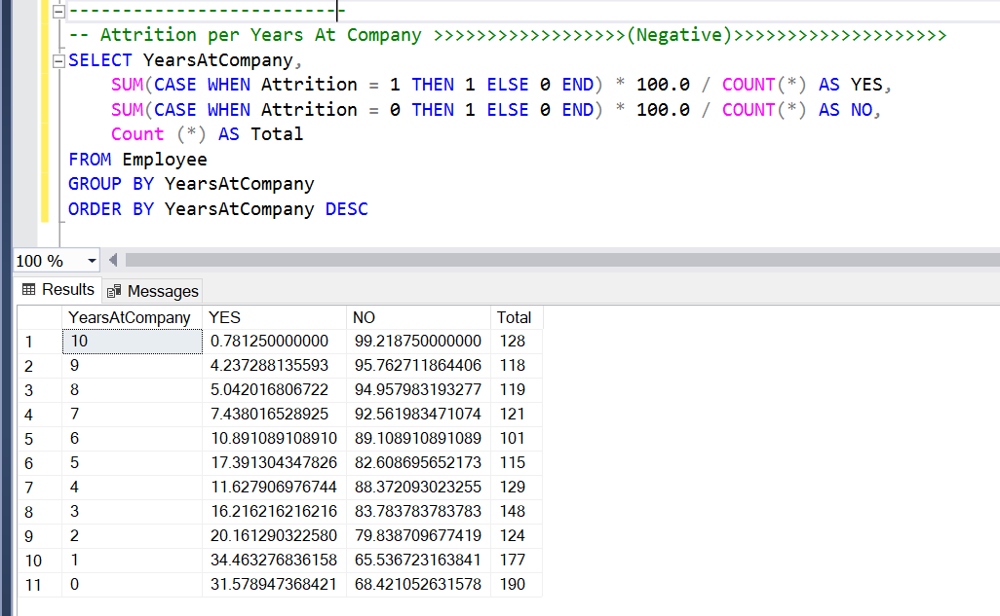 --------------------------
-- Attrition per Years At Company >>>>>>>>>>>>>>>>>>(Negative)>>>>>>>>>>>>>>>>>>>>
SELECT YearsAtCompany,
SUM(CASE WHEN Attrition = 1 THEN 1 ELSE 0 END) * 100.0 / COUNT(*) AS YES,
SUM(CASE WHEN Attrition = 0 THEN 1 ELSE 0 END) * 100.0 / COUNT(*) AS NO,
Count (*) AS Total
FROM Employee
GROUP BY YearsAtCompany
ORDER BY YearsAtCompany DESC
100 %
Results Messages
YearsAtCompany YES NO Total
1 10 0.781250000000 99.218750000000 128
2 9 4.237288135593 95.762711864406 118
3 8 5.042016806722 94.957983193277 119
4 7 7.438016528925 92.561983471074 121
5 6 10.891089108910 89.108910891089 101
6 5 17.391304347826 82.608695652173 115
7 4 11.627906976744 88.372093023255 129
8 3 16.216216216216 83.783783783783 148
9 2 20.161290322580 79.838709677419 124
10 1 34.463276836158 65.536723163841 177
11 0 31.578947368421 68.421052631578 190